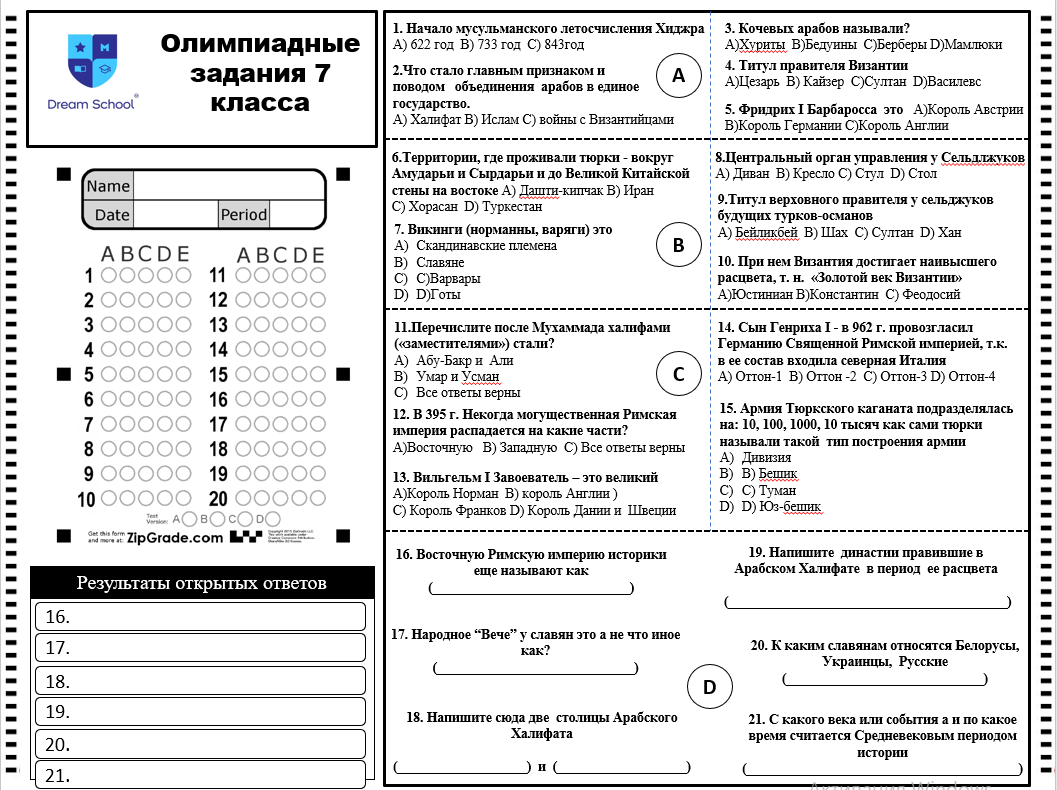 Dream School®
Олимпиадные
задания 7
класса
Name
Date
Period
A B C D E
1
2
3
4
5
6
7
8
9
10
A B C D E
11
12
13
14
15
16
17
18
19
20
Test
Version: A B C D
Get this form
and more at: ZipGrade.com
Результаты открытых ответов
16.
17.
18.
19.
20.
21.
1. Начало мусульманского летосчисления Хиджра
А) 622 год В) 733 год С) 843год
2.Что стало главным признаком и
поводом объединения арабов в единое
государство.
А) Халифат В) Ислам С) войны с Византийцами
A
3. Кочевых арабов называли?
А)Хуриты В)Бедуины С)Берберы D)Мамлюки
4. Титул правителя Византии
А)Цезарь В) Кайзер С)Султан D)Василевс
5. Фридрих I Барбаросса это А)Король Австрии
В)Король Германии С)Король Англии
6.Территории, где проживали тюрки - вокруг
Амударьи и Сырдарьи и до Великой Китайской
стены на востоке А) Дашти-кипчак В) Иран
С) Хорасан D) Туркестан
7. Викинги (норманны, варяги) это
A) Скандинавские племена
B) Славяне
C) С)Варвары
D) D)Готы
B
8.Центральный орган управления у Сельдлжуков
А) Диван В) Кресло С) Стул D) Стол
9.Титул верховного правителя у сельджуков
будущих турков-османов
А) Бейликбей В) Шах С) Султан D) Хан
10. При нем Византия достигает наивысшего
расцвета, т. н. «Золотой век Византии»
А)Юстиниан В)Константин С) Феодосий
11.Перечислите после Мухаммада халифами
(«заместителями») стали?
A) Абу-Бакр и Али
B) Умар и Усман
C) Все ответы верны
C
12. В 395 г. Некогда могущественная Римская
империя распадается на какие части?
А)Восточную В) Западную С) Все ответы верны
13. Вильгельм I Завоеватель – это великий
А)Король Норман В) король Англии )
С) Король Франков D) Король Дании и Швеции
14. Сын Генриха I - в 962 г. провозгласил
Германию Священной Римской империей, т.к.
в ее состав входила северная Италия
А) Оттон-1 В) Оттон -2 С) Оттон-3 D) Оттон-4
15. Армия Тюркского каганата подразделялась
на: 10, 100, 1000, 10 тысяч как сами тюрки
называли такой тип построения армии
A) Дивизия
B) В) Бешик
C) С) Туман
D) D) Юз-бешик
16. Восточную Римскую империю историки
еще называют как
(______________________________)
17. Народное “Вече” у славян это а не что иное
как?
(______________________________)
18. Напишите сюда две столицы Арабского
Халифата
(____________________) и (____________________)
D
19. Напишите династии правившие в
Арабском Халифате в период ее расцвета
(__________________________________________)
20. К каким славянам относятся Белорусы,
Украинцы, Русские
(______________________________)
21. С какого века или события а и по какое
время считается Средневековым периодом
истории
(__________________________________________)